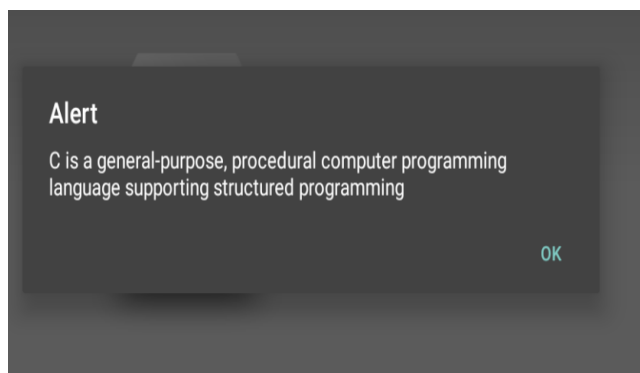 Alert
C is a general-purpose, procedural computer programming
language supporting structured programming
OK